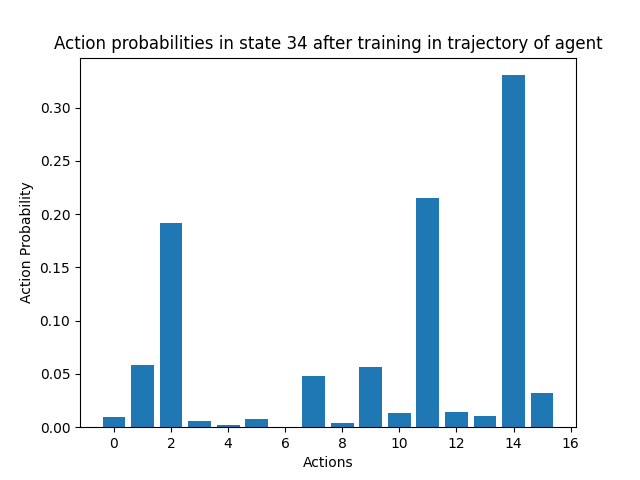 Action probabilities in state 34 after training in trajectory of agent
0.30
0.25
0.20
0.15
0.10
0.05
0.00
Action Probability
0 2 4 6 8 10 12 14 16
Actions